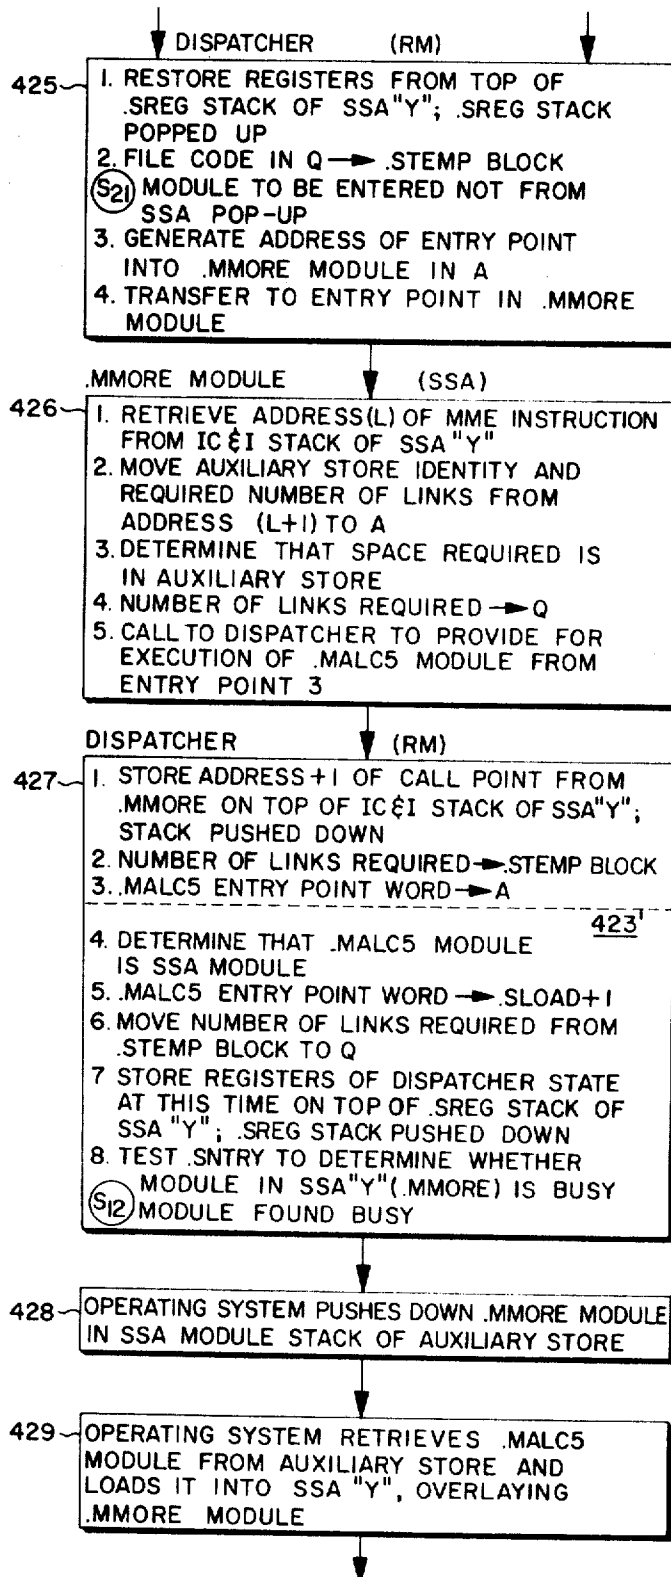 DISPATCHER (RM)
425
1. RESTORE REGISTERS FROM TOP OF
.SREG STACK OF SSA"Y"; .SREG STACK
POPPED UP
2. FILE CODE IN Q → .STEMP BLOCK
S21 MODULE TO BE ENTERED NOT FROM
SSA POP-UP
3. GENERATE ADDRESS OF ENTRY POINT
INTO .MMORE MODULE IN A
4. TRANSFER TO ENTRY POINT IN .MMORE
MODULE
.MMORE MODULE (SSA)
426
1. RETRIEVE ADDRESS(L) OF MME INSTRUCTION
FROM IC&I STACK OF SSA"Y"
2. MOVE AUXILIARY STORE IDENTITY AND
REQUIRED NUMBER OF LINKS FROM
ADDRESS (L+1) TO A
3. DETERMINE THAT SPACE REQUIRED IS
IN AUXILIARY STORE
4. NUMBER OF LINKS REQUIRED → Q
5. CALL TO DISPATCHER TO PROVIDE FOR
EXECUTION OF .MALC5 MODULE FROM
ENTRY POINT 3
DISPATCHER (RM)
427
1. STORE ADDRESS+1 OF CALL POINT FROM
.MMORE ON TOP OF IC&I STACK OF SSA"Y";
STACK PUSHED DOWN
2. NUMBER OF LINKS REQUIRED → .STEMP BLOCK
3. .MALC5 ENTRY POINT WORD → A
423'
4. DETERMINE THAT .MALC5 MODULE
IS SSA MODULE
5. .MALC5 ENTRY POINT WORD → .SLOAD+1
6. MOVE NUMBER OF LINKS REQUIRED FROM
.STEMP BLOCK TO Q
7 STORE REGISTERS OF DISPATCHER STATE
AT THIS TIME ON TOP OF .SREG STACK OF
SSA "Y"; .SREG STACK PUSHED DOWN
8. TEST .SNTRY TO DETERMINE WHETHER
MODULE IN SSA"Y"(.MMORE) IS BUSY
S12 MODULE FOUND BUSY
428
OPERATING SYSTEM PUSHES DOWN .MMORE MODULE
IN SSA MODULE STACK OF AUXILIARY STORE
429
OPERATING SYSTEM RETRIEVES .MALC5
MODULE FROM AUXILIARY STORE AND
LOADS IT INTO SSA "Y", OVERLAYING
.MMORE MODULE